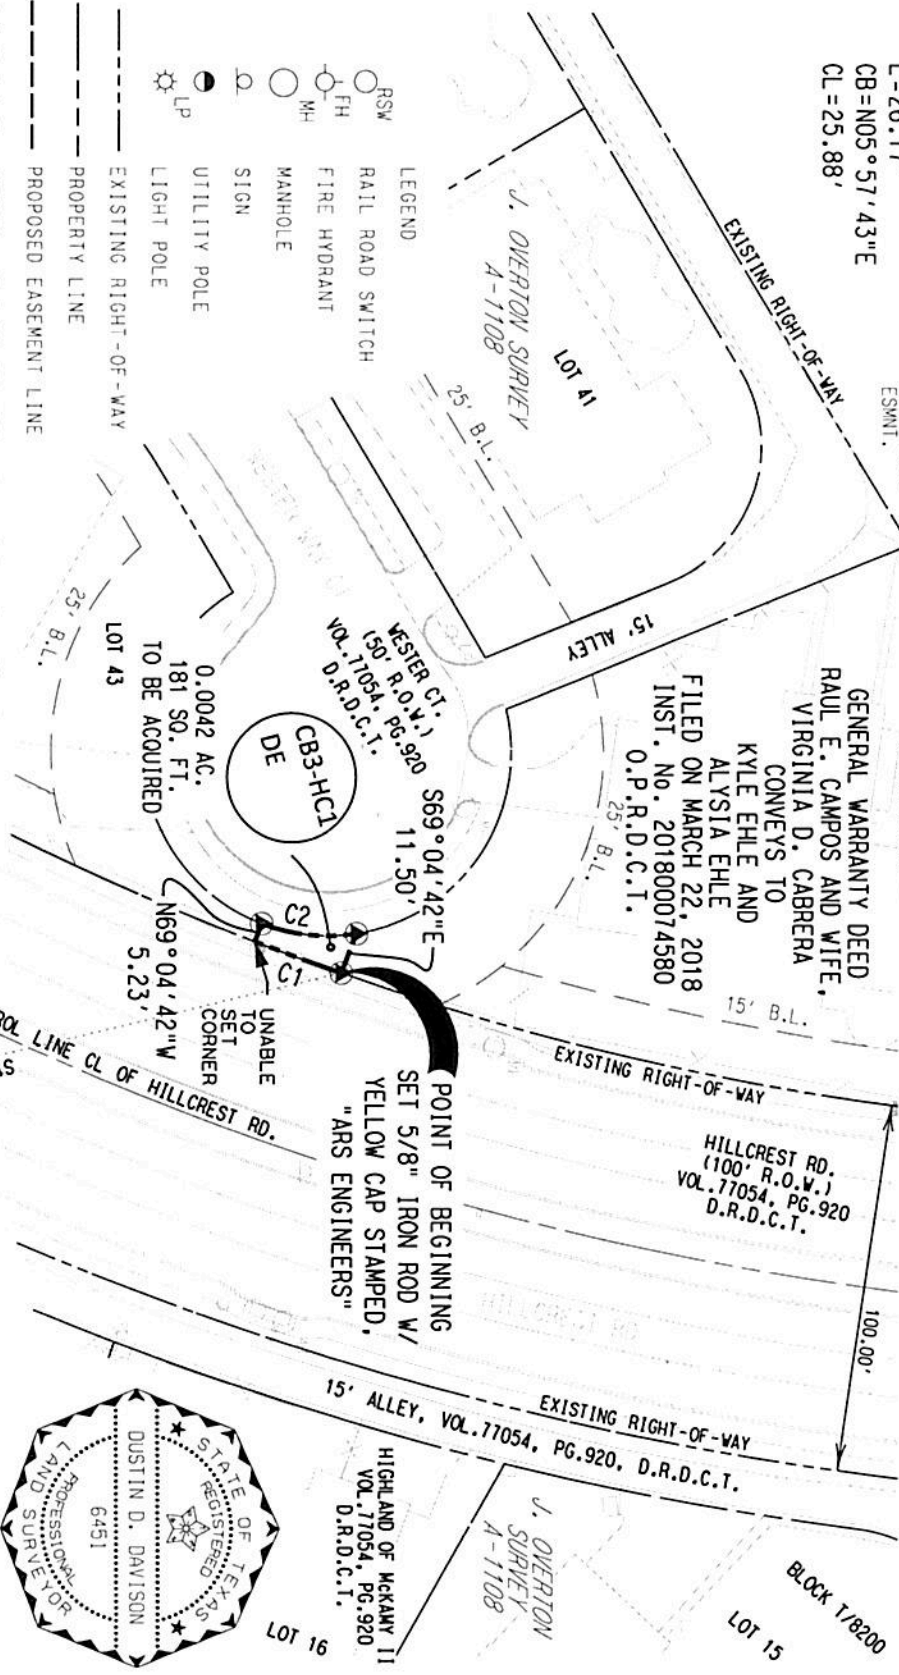 CB=N05°57'43"E
CL=25.88'
ESMNT.
EXISTING RIGHT-OF-WAY
LOT 41
J. OVERTON SURVEY
A-1108
25' B.L.
15' ALLEY
GENERAL WARRANTY DEED
RAUL E. CAMPOS AND WIFE,
VIRGINIA D. CABRERA
CONVEYS TO
KYLE EHLE AND
ALYSIA EHLE
FILED ON MARCH 22, 2018
INST. No. 201800074580
O.P.R.D.C.T.
25' B.L.
15' B.L.
EXISTING RIGHT-OF-WAY
HILLCREST RD.
(100' R.O.W.)
VOL.77054, PG.920
D.R.D.C.T.
100.00'
LEGEND
RSW
RAIL ROAD SWITCH
FH
FIRE HYDRANT
MH
MANHOLE
SIGN
UTILITY POLE
LP
LIGHT POLE
EXISTING RIGHT-OF-WAY
PROPERTY LINE
PROPOSED EASEMENT LINE
WESTER CT.
(50' R.O.W.)
VOL.77054, PG.920
D.R.D.C.T.
S69°04'42"E
11.50'
CB3-HC1
DE
0.0042 AC.
181 SQ. FT.
TO BE ACQUIRED
LOT 43
25' B.L.
C2
C1
N69°04'42"W
5.23'
UNABLE
TO
SET
CORNER
POINT OF BEGINNING
SET 5/8" IRON ROD W/
YELLOW CAP STAMPED,
"ARS ENGINEERS"
LINE CL OF HILLCREST RD.
HILLCREST RD
EXISTING RIGHT-OF-WAY
15' ALLEY, VOL.77054, PG.920, D.R.D.C.T.
HIGHLAND OF McKAMY II
VOL.77054, PG.920
D.R.D.C.T.
J. OVERTON
SURVEY
A-1108
BLOCK T/8200
LOT 15
LOT 16
STATE OF TEXAS
REGISTERED
DUSTIN D. DAVISON
6451
PROFESSIONAL
LAND SURVEYOR